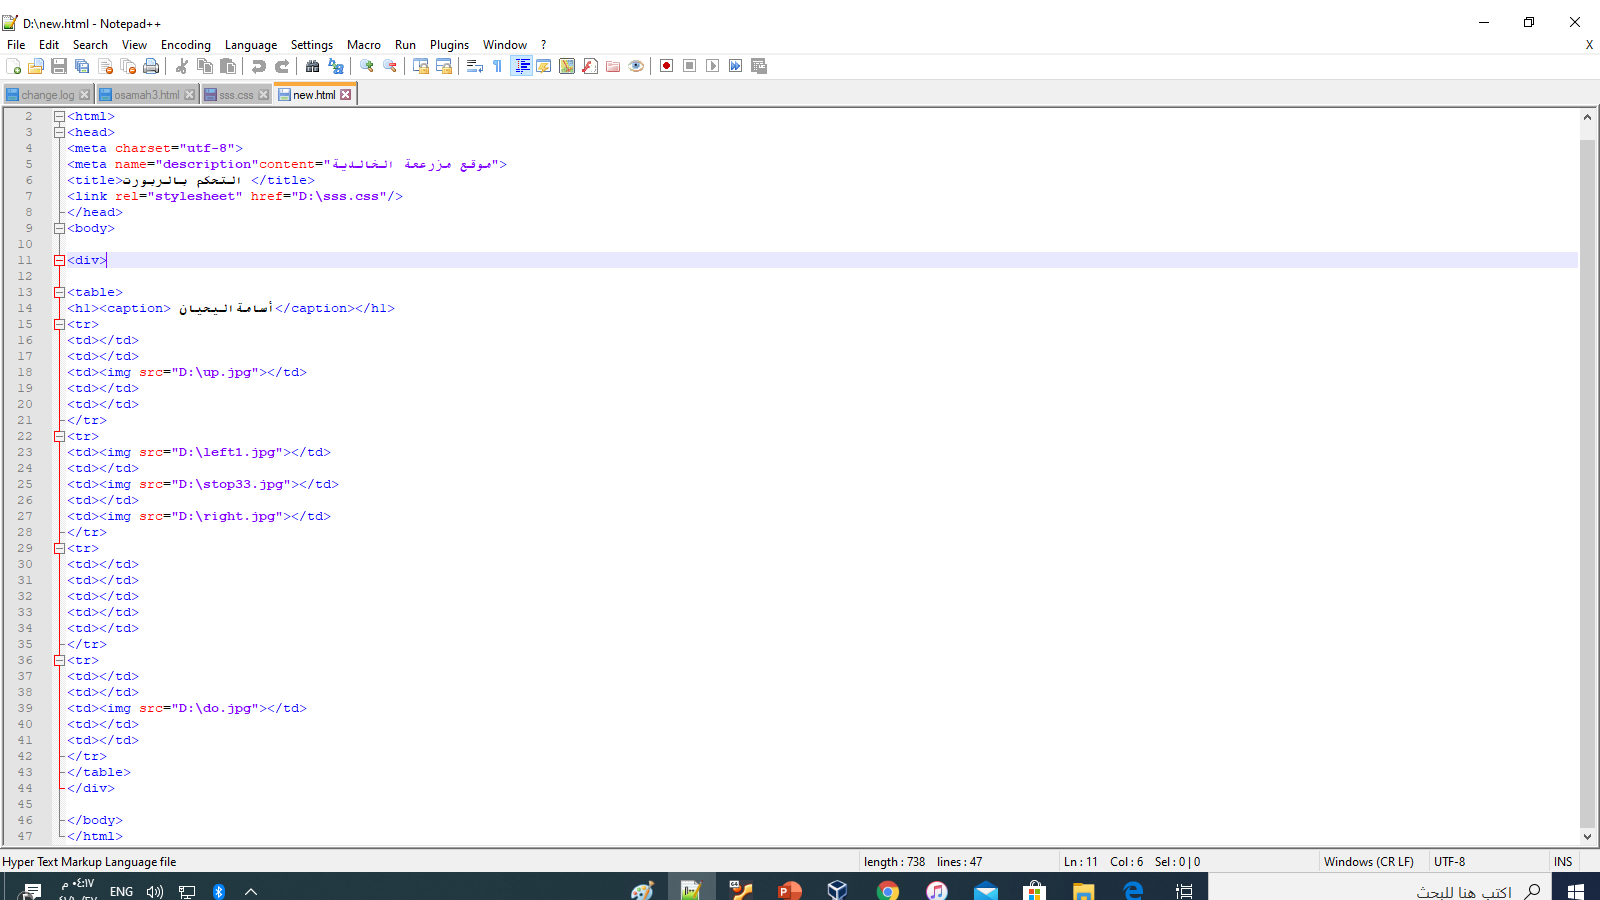 D:\new.html - Notepad++
File Edit Search View Encoding Language Settings Macro Run Plugins Window ? X
change.log osamah3.html sss.css new.html
2 <html>
3 <head>
4 <meta charset="utf-8">
5 <meta name="description"content="موقع مزرععة الخالدية">
6 <title>التحكم بالربورت </title>
7 <link rel="stylesheet" href="D:\sss.css"/>
8 </head>
9 <body>
10
11 <div>
12
13 <table>
14 <h1><caption> أسامة اليحيان</caption></h1>
15 <tr>
16 <td></td>
17 <td></td>
18 <td><img src="D:\up.jpg"></td>
19 <td></td>
20 <td></td>
21 </tr>
22 <tr>
23 <td><img src="D:\left1.jpg"></td>
24 <td></td>
25 <td><img src="D:\stop33.jpg"></td>
26 <td></td>
27 <td><img src="D:\right.jpg"></td>
28 </tr>
29 <tr>
30 <td></td>
31 <td></td>
32 <td></td>
33 <td></td>
34 <td></td>
35 </tr>
36 <tr>
37 <td></td>
38 <td></td>
39 <td><img src="D:\do.jpg"></td>
40 <td></td>
41 <td></td>
42 </tr>
43 </table>
44 </div>
45
46 </body>
47 </html>
Hyper Text Markup Language file length : 738 lines : 47 Ln : 11 Col : 6 Sel : 0 | 0 Windows (CR LF) UTF-8 INS
٠٤:١٧ م ENG اكتب هنا للبحث